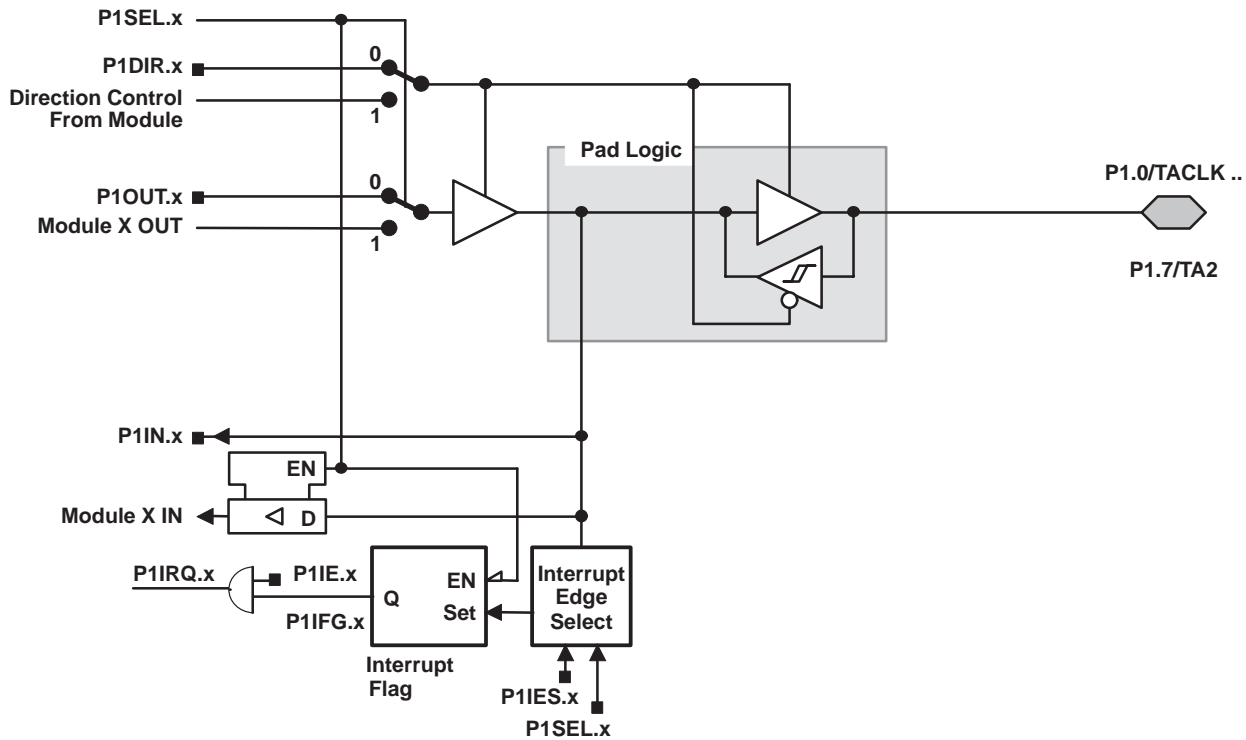 P1SEL.x
0
P1DIR.x
Direction Control
From Module
1
Pad Logic
P1.0/TACLK ..
0
P1OUT.x
Module X OUT
1
P1.7/TA2
P1IN.x
EN
Module X IN
D
P1IRQ.x
P1IE.x
Q
EN
Set
Interrupt
Edge
Select
P1IFG.x
Interrupt
Flag
P1IES.x
P1SEL.x